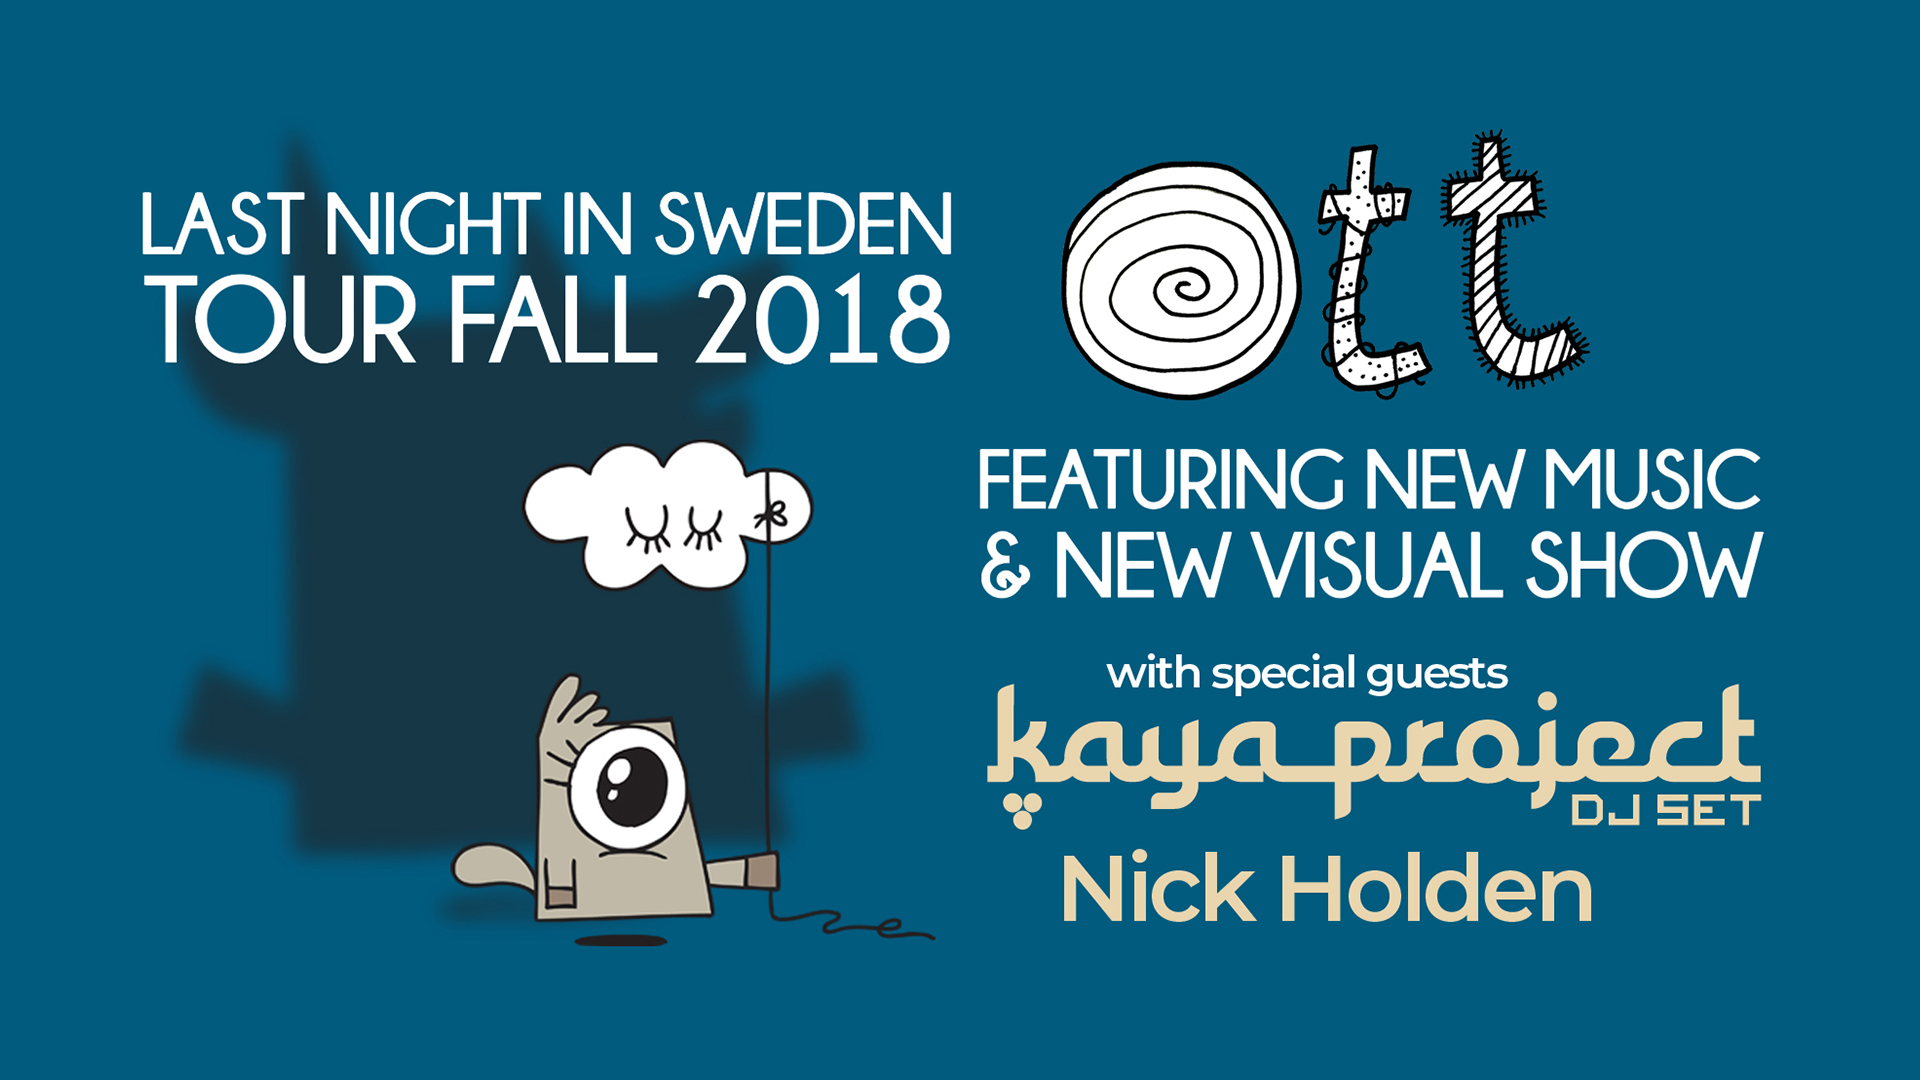 LAST NIGHT IN SWEDEN
TOUR FALL 2018
Ott
FEATURING NEW MUSIC
& NEW VISUAL SHOW
with special guests
kaya project
DJ SET
Nick Holden